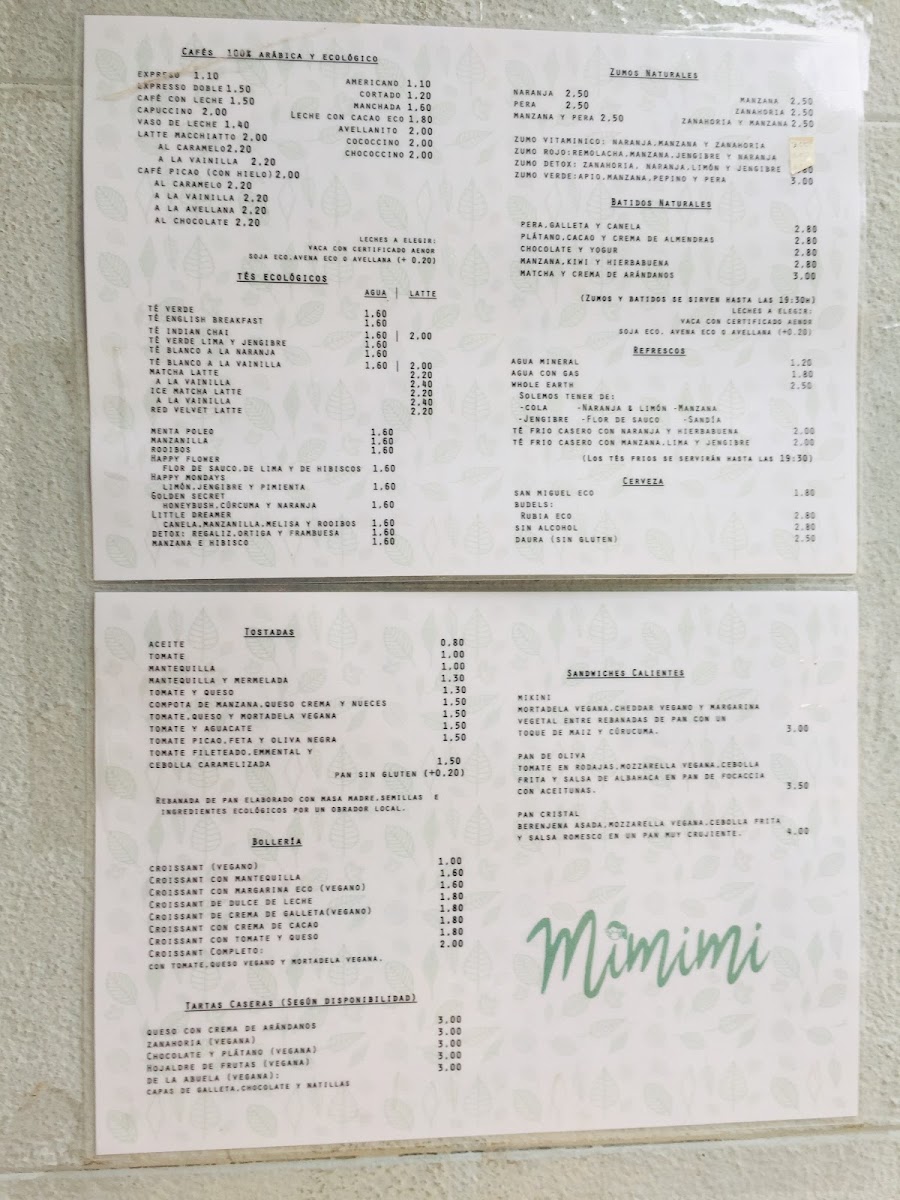 CAFÉS 100% ARÁBICA Y ECOLÓGICO
EXPRESO 1.10
EXPRESSO DOBLE 1.50
CAFÉ CON LECHE 1.50
CAPUCCINO 2,00
VASO DE LECHE 1.40
LATTE MACCHIATTO 2,00
AL CARAMELO 2.20
A LA VAINILLA 2.20
CAFÉ PICAO (CON HIELO) 2,00
AL CARAMELO 2.20
A LA VAINILLA 2.20
A LA AVELLANA 2.20
AL CHOCOLATE 2.20
AMERICANO 1,10
CORTADO 1,20
MANCHADA 1,60
LECHE CON CACAO ECO 1,80
AVELLANITO 2,00
COCOCCINO 2,00
CHOCOCCINO 2,00
LECHES A ELEGIR:
VACA CON CERTIFICADO AENOR
SOJA ECO,AVENA ECO O AVELLANA (+ 0.20)
TÉS ECOLÓGICOS
AGUA | LATTE
TÉ VERDE 1.60
TÉ ENGLISH BREAKFAST 1.60
TÉ INDIAN CHAI 1.60 | 2.00
TÉ VERDE LIMA Y JENGIBRE 1.60
TÉ BLANCO A LA NARANJA 1.60
TÉ BLANCO A LA VAINILLA 1.60 | 2.00
MATCHA LATTE 2.20
A LA VAINILLA 2.40
ICE MATCHA LATTE 2.20
A LA VAINILLA 2.40
RED VELVET LATTE 2.20
MENTA POLEO 1.60
MANZANILLA 1.60
ROOIBOS 1.60
HAPPY FLOWER
FLOR DE SAUCO,DE LIMA Y DE HIBISCOS 1.60
HAPPY MONDAYS
LIMÓN,JENGIBRE Y PIMIENTA 1.60
GOLDEN SECRET
HONEYBUSH,CÚRCUMA Y NARANJA 1.60
LITTLE DREAMER
CANELA,MANZANILLA,MELISA Y ROOIBOS 1.60
DETOX: REGALIZ,ORTIGA Y FRAMBUESA 1.60
MANZANA E HIBISCO 1.60
ZUMOS NATURALES
NARANJA 2,50
PERA 2.50
MANZANA Y PERA 2,50
MANZANA 2,50
ZANAHORIA 2.50
ZANAHORIA Y MANZANA 2,50
ZUMO VITAMINICO: NARANJA,MANZANA Y ZANAHORIA
ZUMO ROJO:REMOLACHA,MANZANA,JENGIBRE Y NARANJA
ZUMO DETOX: ZANAHORIA, NARANJA,LIMÓN Y JENGIBRE
ZUMO VERDE:APIO,MANZANA,PEPINO Y PERA 3.00
BATIDOS NATURALES
PERA,GALLETA Y CANELA 2,80
PLÁTANO,CACAO Y CREMA DE ALMENDRAS 2,80
CHOCOLATE Y YOGUR 2,80
MANZANA,KIWI Y HIERBABUENA 2,80
MATCHA Y CREMA DE ARÁNDANOS 3,00
(ZUMOS Y BATIDOS SE SIRVEN HASTA LAS 19:30H)
LECHES A ELEGIR:
VACA CON CERTIFICADO AENOR
SOJA ECO, AVENA ECO O AVELLANA (+0.20)
REFRESCOS
AGUA MINERAL 1.20
AGUA CON GAS 1.80
WHOLE EARTH 2.50
SOLEMOS TENER DE:
-COLA -NARANJA & LIMÓN -MANZANA
-JENGIBRE -FLOR DE SAUCO -SANDÍA
TÉ FRIO CASERO CON NARANJA Y HIERBABUENA 2.00
TÉ FRIO CASERO CON MANZANA,LIMA Y JENGIBRE 2.00
(LOS TÉS FRIOS SE SERVIRÁN HASTA LAS 19:30)
CERVEZA
SAN MIGUEL ECO 1.80
BUDELS:
RUBIA ECO 2.80
SIN ALCOHOL 2.80
DAURA (SIN GLUTEN) 2.50
TOSTADAS
ACEITE 0,80
TOMATE 1,00
MANTEQUILLA 1,00
MANTEQUILLA Y MERMELADA 1.30
TOMATE Y QUESO 1.30
COMPOTA DE MANZANA,QUESO CREMA Y NUECES 1.50
TOMATE,QUESO Y MORTADELA VEGANA 1.50
TOMATE Y AGUACATE 1.50
TOMATE PICAO,FETA Y OLIVA NEGRA 1.50
TOMATE FILETEADO,EMMENTAL Y
CEBOLLA CARAMELIZADA 1,50
PAN SIN GLUTEN (+0.20)
REBANADA DE PAN ELABORADO CON MASA MADRE,SEMILLAS E
INGREDIENTES ECOLÓGICOS POR UN OBRADOR LOCAL.
BOLLERÍA
CROISSANT (VEGANO) 1,00
CROISSANT CON MANTEQUILLA 1.60
CROISSANT CON MARGARINA ECO (VEGANO) 1.60
CROISSANT DE DULCE DE LECHE 1.80
CROISSANT DE CREMA DE GALLETA(VEGANO) 1.80
CROISSANT CON CREMA DE CACAO 1.80
CROISSANT CON TOMATE Y QUESO 1.80
CROISSANT COMPLETO: 2.00
CON TOMATE,QUESO VEGANO Y MORTADELA VEGANA.
TARTAS CASERAS (SEGÚN DISPONIBILIDAD)
QUESO CON CREMA DE ARÁNDANOS 3,00
ZANAHORIA (VEGANA) 3.00
CHOCOLATE Y PLÁTANO (VEGANA) 3.00
HOJALDRE DE FRUTAS (VEGANA) 3.00
DE LA ABUELA (VEGANA): 3.00
CAPAS DE GALLETA,CHOCOLATE Y NATILLAS
SANDWICHES CALIENTES
MIKINI
MORTADELA VEGANA,CHEDDAR VEGANO Y MARGARINA
VEGETAL ENTRE REBANADAS DE PAN CON UN
TOQUE DE MAIZ Y CÚRUCUMA. 3.00
PAN DE OLIVA
TOMATE EN RODAJAS,MOZZARELLA VEGANA,CEBOLLA
FRITA Y SALSA DE ALBAHACA EN PAN DE FOCACCIA
CON ACEITUNAS. 3.50
PAN CRISTAL
BERENJENA ASADA,MOZZARELLA VEGANA,CEBOLLA FRITA
Y SALSA ROMESCO EN UN PAN MUY CRUJIENTE. 4.00
Mimimi